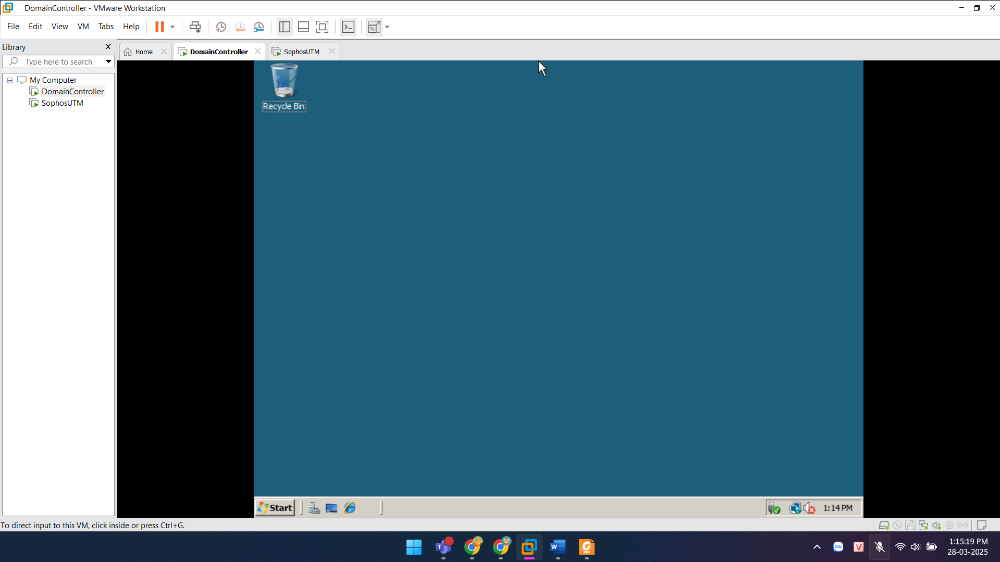 DomainController - VMware Workstation
File Edit View VM Tabs Help
Library
Home DomainController SophosUTM
Type here to search
My Computer
DomainController
SophosUTM
Recycle Bin
Start
1:14 PM
To direct input to this VM, click inside or press Ctrl+G.
T
W
G
PDF
Zalo
V
1:15:19 PM
28-03-2025